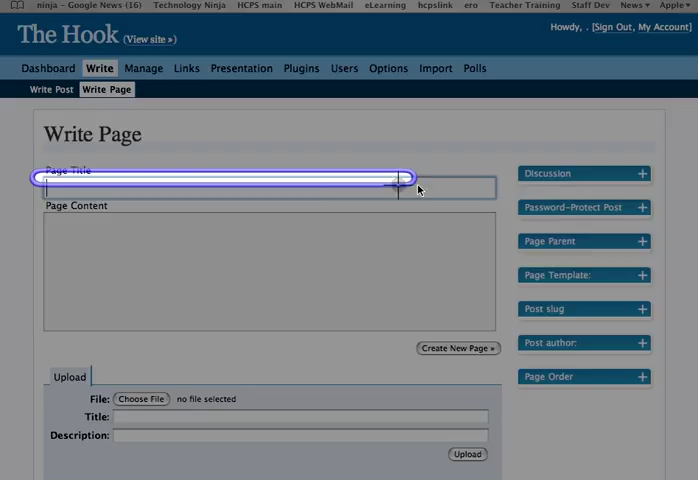 ninja – Google News (16) Technology Ninja HCPS main HCPS WebMail eLearning hcpslink ero Teacher Training Staff Dev News▾ Apple▾
The Hook (View site »)
Howdy, . [Sign Out, My Account]
Dashboard Write Manage Links Presentation Plugins Users Options Import Polls
Write Post Write Page
Write Page
Page Title
Page Content
Discussion +
Password-Protect Post +
Page Parent +
Page Template: +
Post slug +
Post author: +
Page Order +
Create New Page »
Upload
File: Choose File no file selected
Title:
Description:
Upload